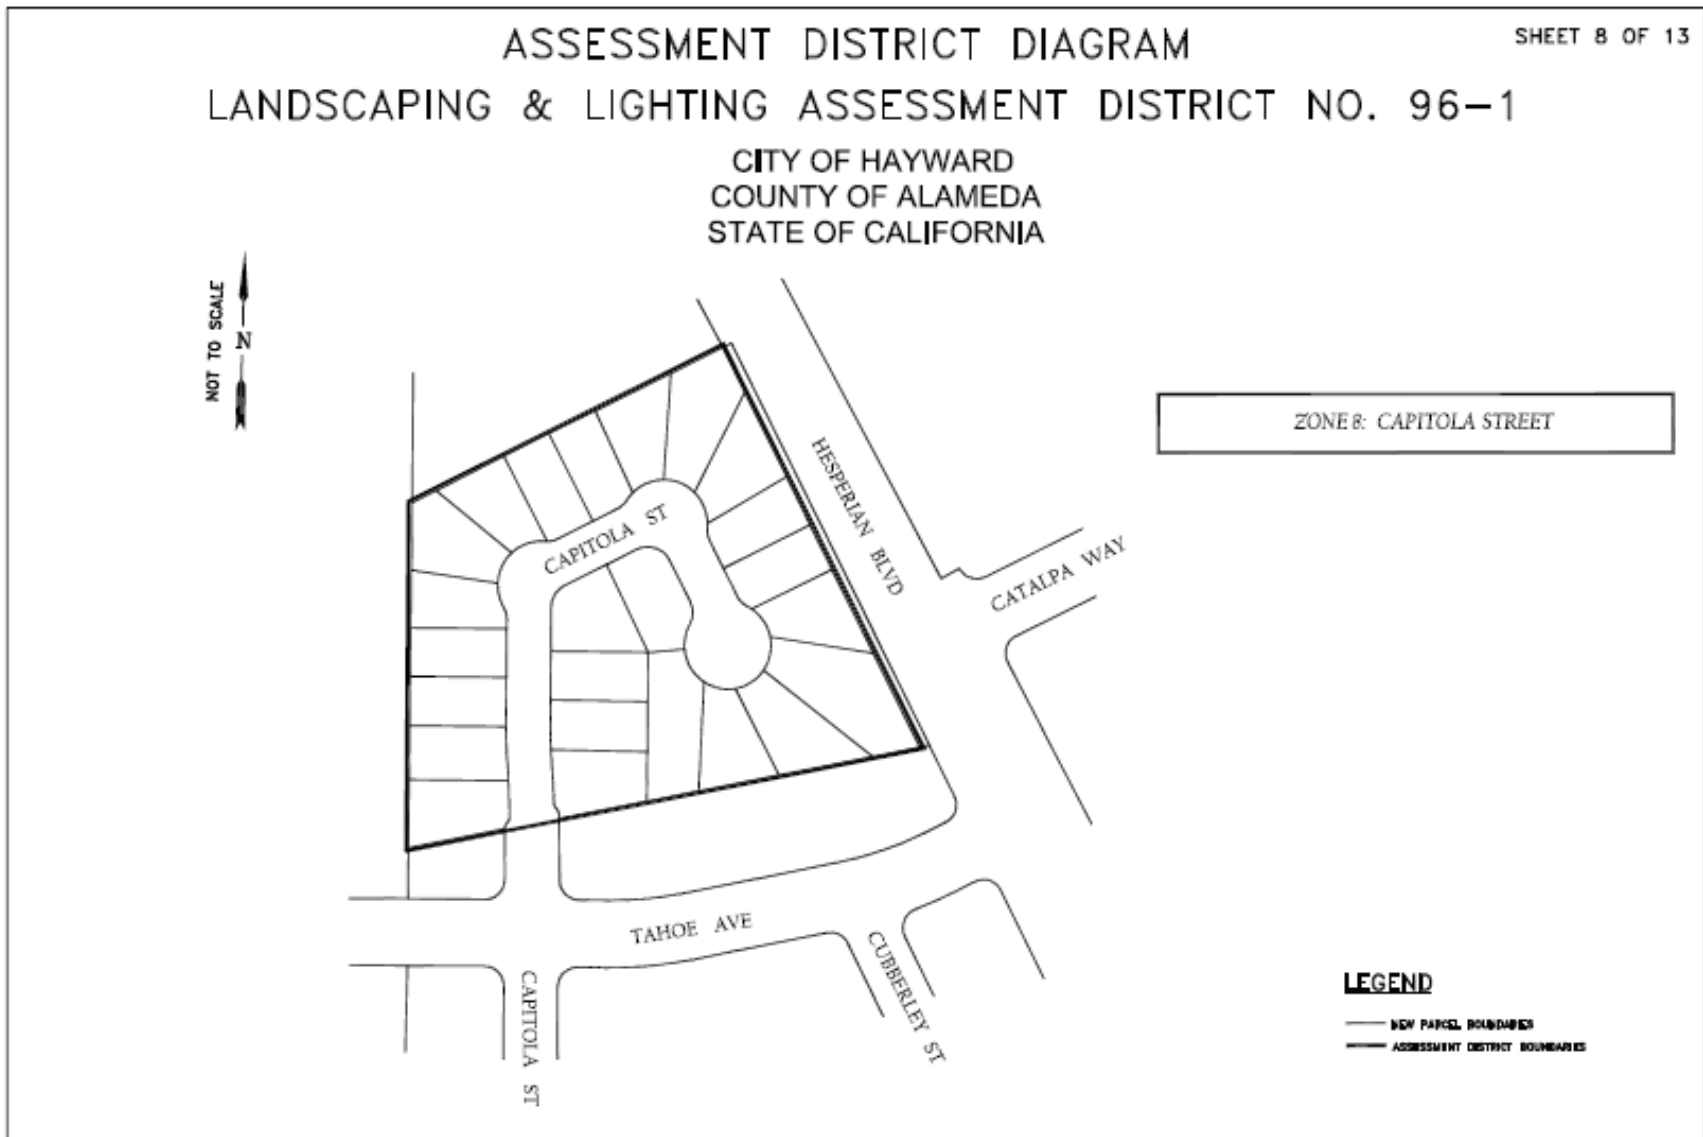 SHEET 8 OF 13
ASSESSMENT DISTRICT DIAGRAM
LANDSCAPING & LIGHTING ASSESSMENT DISTRICT NO. 96-1
CITY OF HAYWARD
COUNTY OF ALAMEDA
STATE OF CALIFORNIA
NOT TO SCALE
N
ZONE 8: CAPITOLA STREET
HESPERIAN BLVD
CAPITOLA ST
CATALPA WAY
TAHOE AVE
CUBBERLEY ST
CAPITOLA ST
LEGEND
NEW PARCEL BOUNDARIES
ASSESSMENT DISTRICT BOUNDARIES